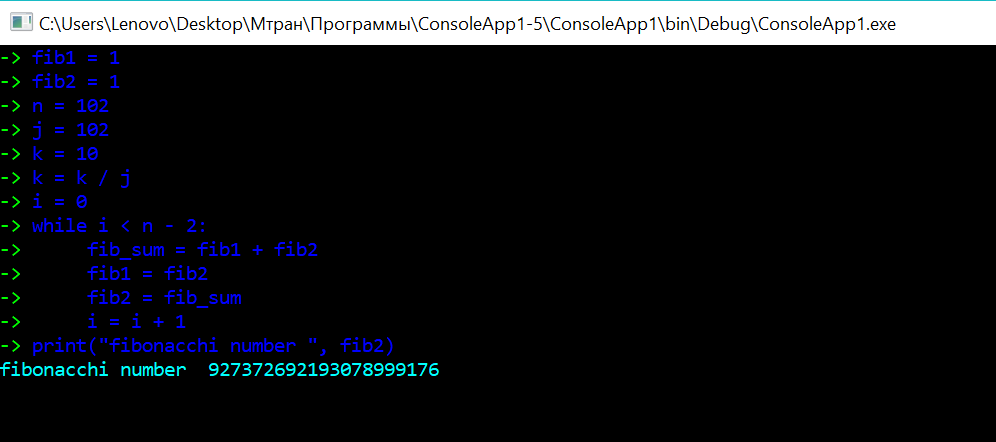 C:\Users\Lenovo\Desktop\Мтран\Программы\ConsoleApp1-5\ConsoleApp1\bin\Debug\ConsoleApp1.exe
-> fib1 = 1
-> fib2 = 1
-> n = 102
-> j = 102
-> k = 10
-> k = k / j
-> i = 0
-> while i < n - 2:
->      fib_sum = fib1 + fib2
->      fib1 = fib2
->      fib2 = fib_sum
->      i = i + 1
-> print("fibonacchi number ", fib2)
fibonacchi number  927372692193078999176